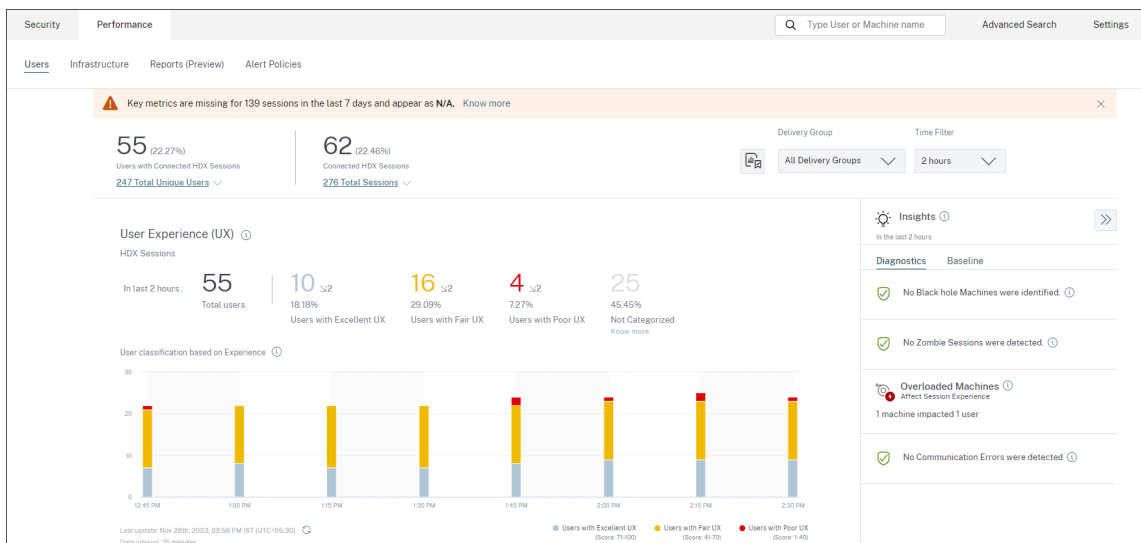 Security Performance Type User or Machine name Advanced Search Settings
Users Infrastructure Reports (Preview) Alert Policies
Key metrics are missing for 139 sessions in the last 7 days and appear as N/A. Know more
Delivery Group Time Filter
55 (22.27%) 62 (22.46%)
Users with Connected HDX Sessions Connected HDX Sessions
All Delivery Groups 2 hours
247 Total Unique Users 276 Total Sessions
User Experience (UX)
HDX Sessions
In last 2 hours : 55 10 2 16 2 4 2 25
Total users 18.18% 29.09% 7.27% 45.45%
Users with Excellent UX Users with Fair UX Users with Poor UX Not Categorized
Know more
User classification based on Experience
30
20
10
0
12:45 PM 1:00 PM 1:15 PM 1:30 PM 1:45 PM 2:00 PM 2:15 PM 2:30 PM
Last update: Nov 28th, 2023, 02:56 PM IST (UTC+05:30)
Data interval: 15 minutes
Users with Excellent UX Users with Fair UX Users with Poor UX
(Score: 71-100) (Score: 41-70) (Score: 1-40)
Insights
In the last 2 hours
Diagnostics Baseline
No Black hole Machines were identified.
No Zombie Sessions were detected.
Overloaded Machines
Affect Session Experience
1 machine impacted 1 user
No Communication Errors were detected